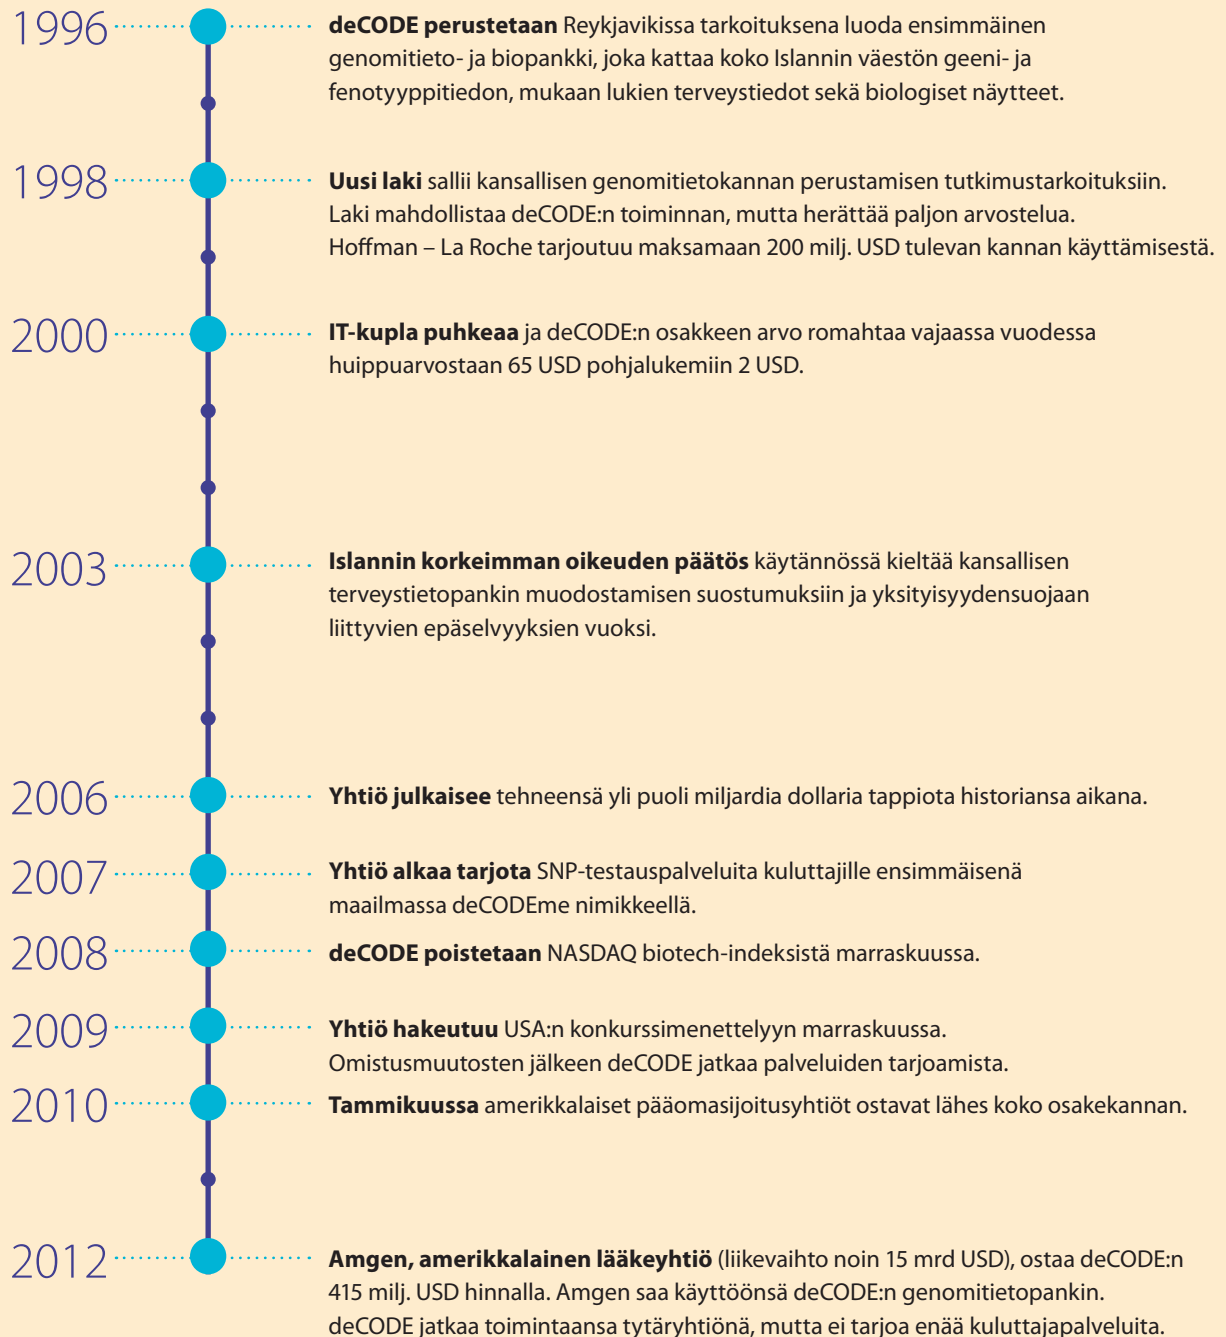 1996
deCODE perustetaan Reykjavikissa tarkoituksena luoda ensimmäinen
genomitieto- ja biopankki, joka kattaa koko Islannin väestön geeni- ja
fenotyyppitiedon, mukaan lukien terveystiedot sekä biologiset näytteet.
1998
Uusi laki sallii kansallisen genomitietokannan perustamisen tutkimustarkoituksiin.
Laki mahdollistaa deCODE:n toiminnan, mutta herättää paljon arvostelua.
Hoffman – La Roche tarjoutuu maksamaan 200 milj. USD tulevan kannan käyttämisestä.
2000
IT-kupla puhkeaa ja deCODE:n osakkeen arvo romahtaa vajaassa vuodessa
huippuarvostaan 65 USD pohjalukemiin 2 USD.
2003
Islannin korkeimman oikeuden päätös käytännössä kieltää kansallisen
terveystietopankin muodostamisen suostumuksiin ja yksityisyydensuojaan
liittyvien epäselvyyksien vuoksi.
2006
Yhtiö julkaisee tehneensä yli puoli miljardia dollaria tappiota historiansa aikana.
2007
Yhtiö alkaa tarjota SNP-testauspalveluita kuluttajille ensimmäisenä
maailmassa deCODEme nimikkeellä.
2008
deCODE poistetaan NASDAQ biotech-indeksistä marraskuussa.
2009
Yhtiö hakeutuu USA:n konkurssimenettelyyn marraskuussa.
Omistusmuutosten jälkeen deCODE jatkaa palveluiden tarjoamista.
2010
Tammikuussa amerikkalaiset pääomasijoitusyhtiöt ostavat lähes koko osakekannan.
2012
Amgen, amerikkalainen lääkeyhtiö (liikevaihto noin 15 mrd USD), ostaa deCODE:n
415 milj. USD hinnalla. Amgen saa käyttöönsä deCODE:n genomitietopankin.
deCODE jatkaa toimintaansa tytäryhtiönä, mutta ei tarjoa enää kuluttajapalveluita.